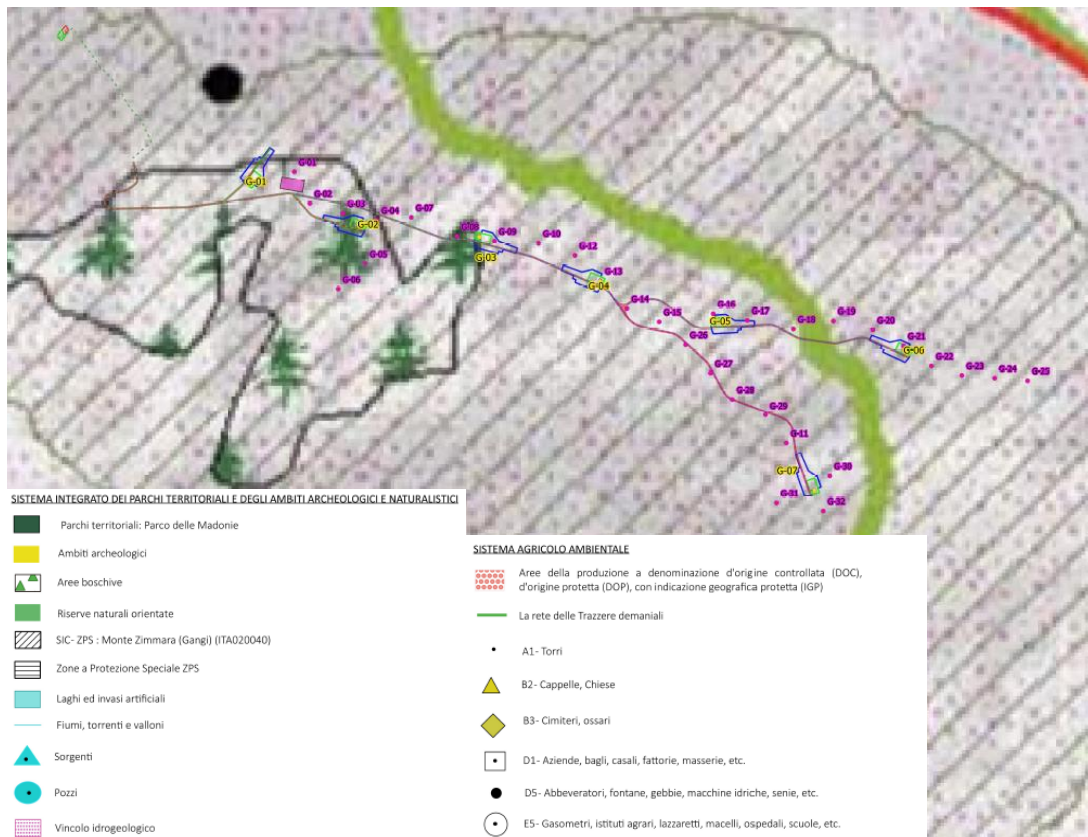 G-01
G-01
G-02
G-03
G-04
G-07
G-02
G-05
G-06
G-09
G-10
G-03
G-12
G-13
G-04
G-14
G-15
G-16
G-05
G-17
G-18
G-19
G-20
G-21
G-06
G-22
G-23
G-24
G-25
G-26
G-27
G-28
G-29
G-11
G-07
G-30
G-31
G-32
SISTEMA INTEGRATO DEI PARCHI TERRITORIALI E DEGLI AMBITI ARCHEOLOGICI E NATURALISTICI
Parchi territoriali: Parco delle Madonie
Ambiti archeologici
Aree boschive
Riserve naturali orientate
SIC- ZPS : Monte Zimmara (Gangi) (ITA020040)
Zone a Protezione Speciale ZPS
Laghi ed invasi artificiali
Fiumi, torrenti e valloni
Sorgenti
Pozzi
Vincolo idrogeologico
SISTEMA AGRICOLO AMBIENTALE
Aree della produzione a denominazione d'origine controllata (DOC),
d'origine protetta (DOP), con indicazione geografica protetta (IGP)
La rete delle Trazzere demaniali
A1- Torri
B2- Cappelle, Chiese
B3- Cimiteri, ossari
D1- Aziende, bagli, casali, fattorie, masserie, etc.
D5- Abbeveratori, fontane, gebbie, macchine idriche, senie, etc.
E5- Gasometri, istituti agrari, lazzaretti, macelli, ospedali, scuole, etc.